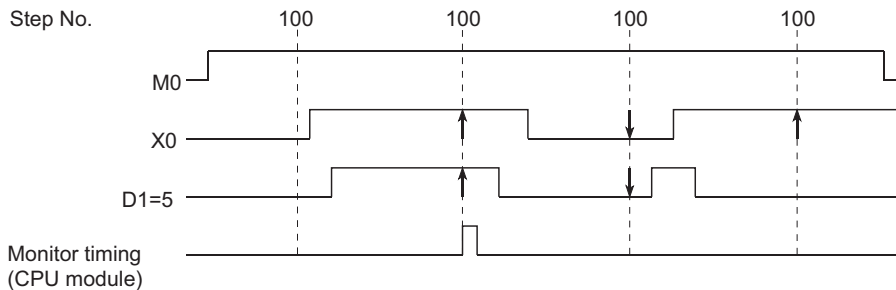 Step No. 100 100 100 100
M0
X0
D1=5
Monitor timing
(CPU module)